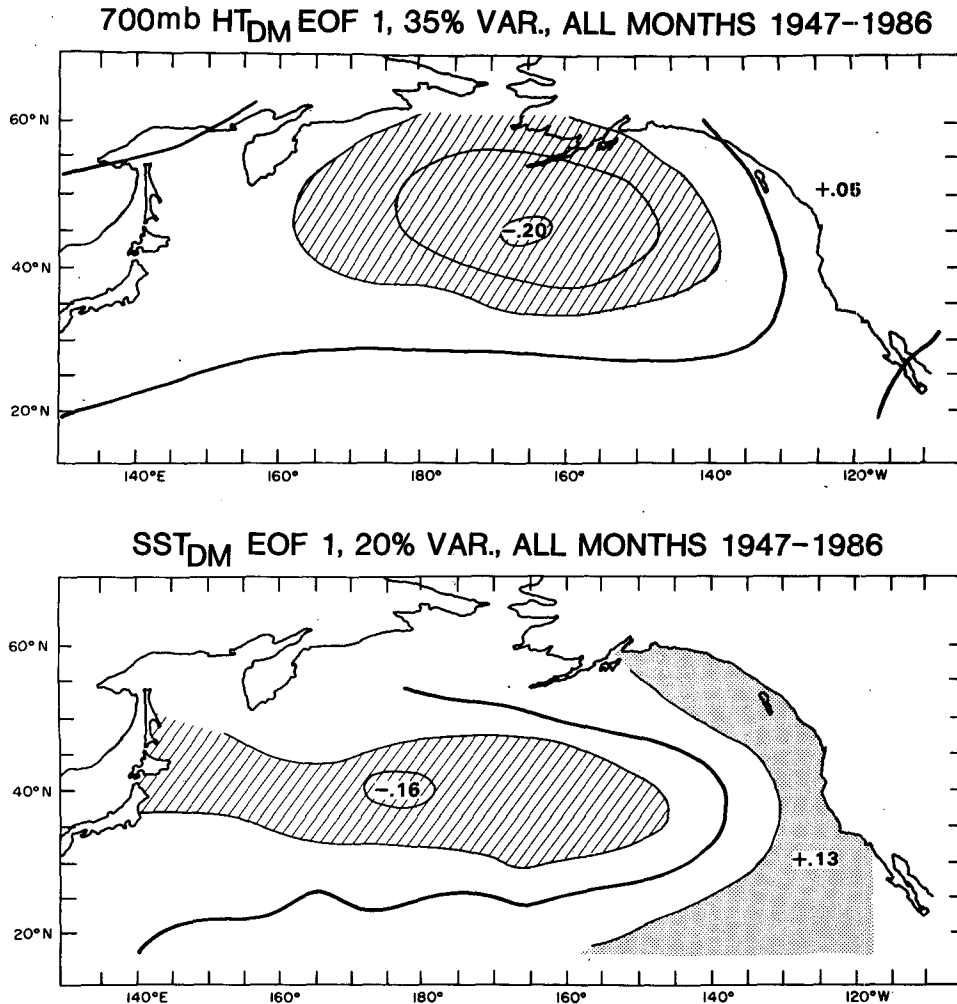 700mb HT_DM EOF 1, 35% VAR., ALL MONTHS 1947-1986
60°N
+.05
-.20
40°N
20°N
140°E 160° 180° 160° 140° 120°W
SST_DM EOF 1, 20% VAR., ALL MONTHS 1947-1986
60°N
-.16
40°N
+.13
20°N
140°E 160° 180° 160° 140° 120°W